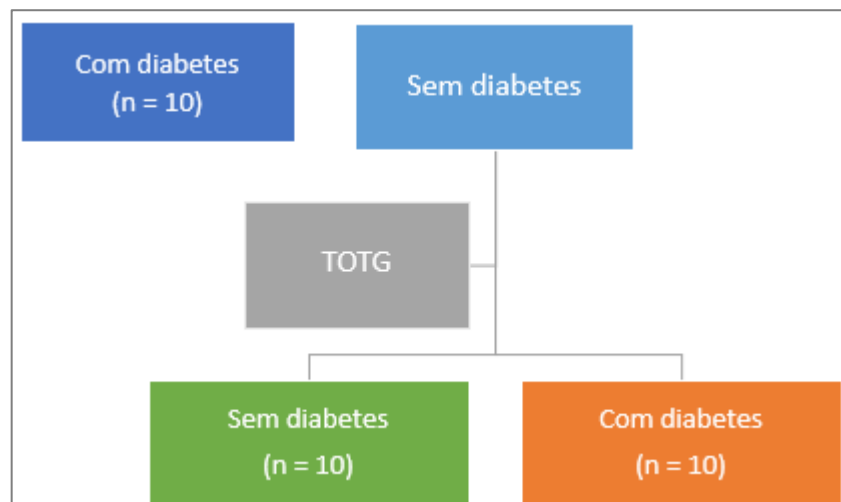 Com diabetes
(n = 10)
Sem diabetes
TOTG
Sem diabetes
(n = 10)
Com diabetes
(n = 10)